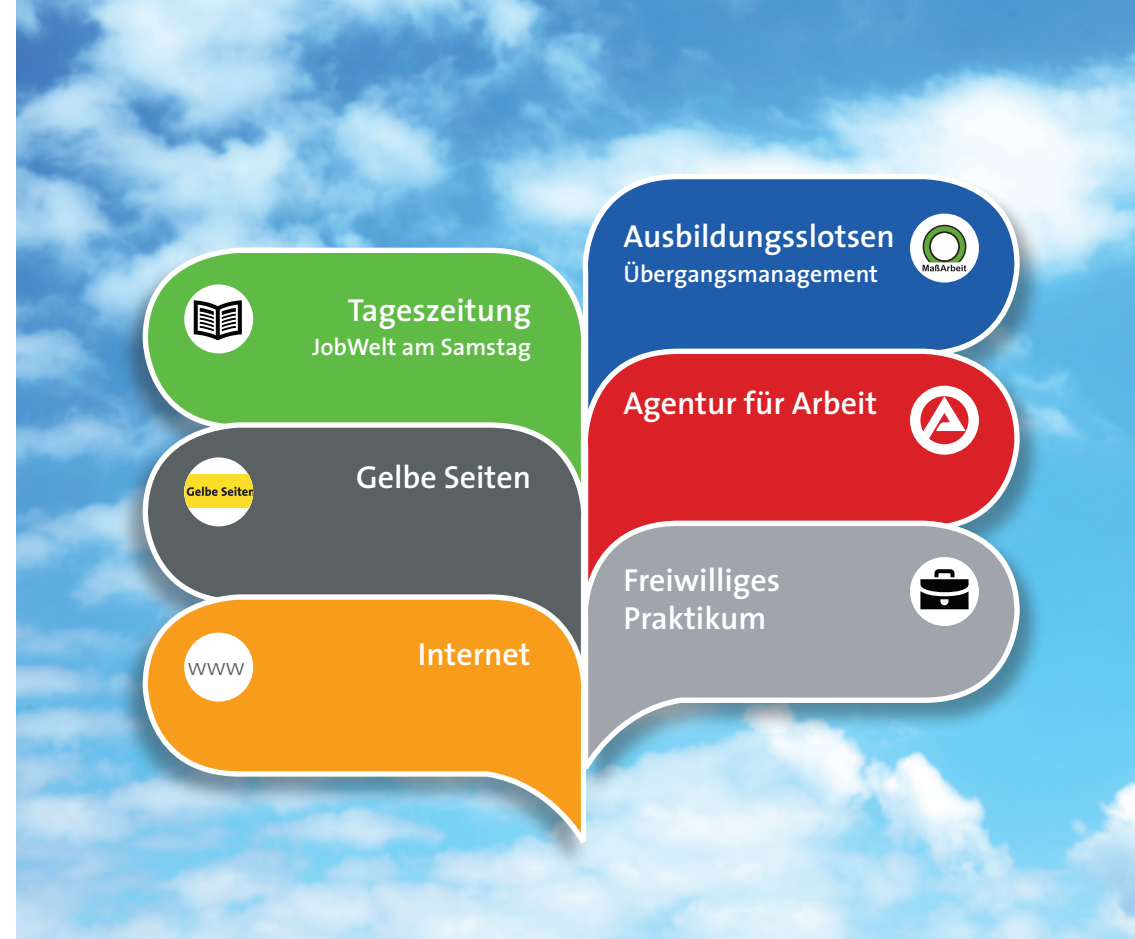 Tageszeitung
JobWelt am Samstag
Gelbe Seiten
Gelbe Seiten
www
Internet
Ausbildungsslotsen
Übergangsmanagement
MaßArbeit
Agentur für Arbeit
Freiwilliges
Praktikum